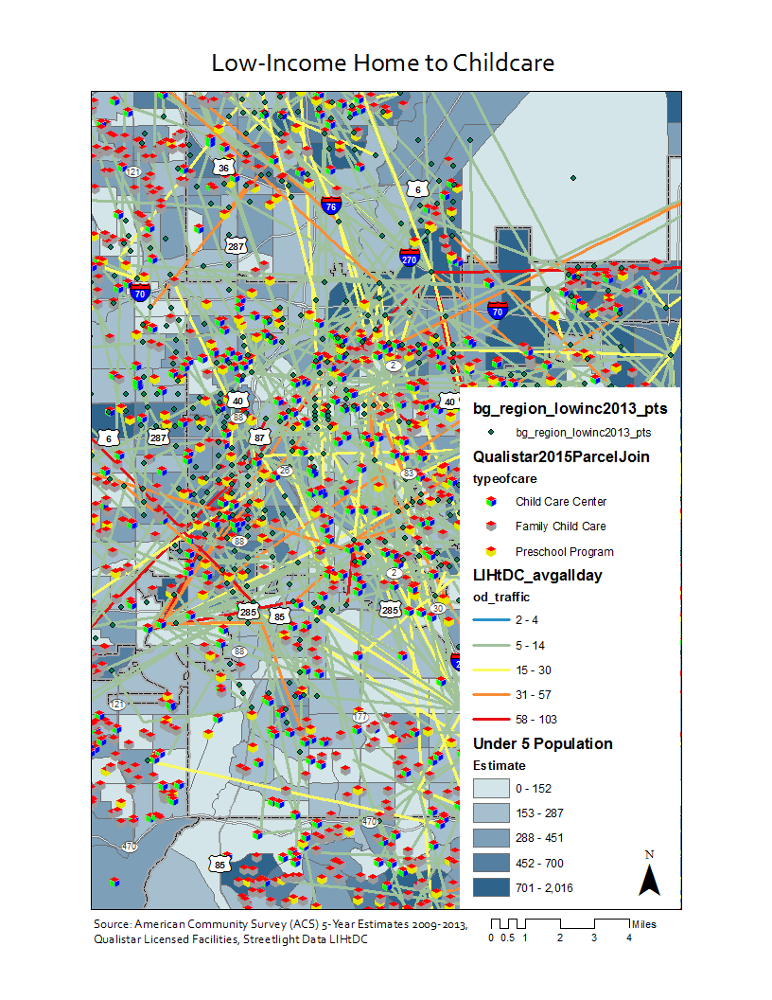 Low-Income Home to Childcare
121
36
6
76
287
270
70
70
2
40
88
40
6
287
87
26
83
88
2
285
85
285
30
88
121
177
470
470
85
bg_region_lowinc2013_pts
bg_region_lowinc2013_pts
Qualistar2015ParcelJoin
typeofcare
Child Care Center
Family Child Care
Preschool Program
LIHtDC_avgallday
od_traffic
2 - 4
5 - 14
15 - 30
31 - 57
58 - 103
Under 5 Population
Estimate
0 - 152
153 - 287
288 - 451
452 - 700
701 - 2,016
N
Source: American Community Survey (ACS) 5-Year Estimates 2009-2013,
Qualistar Licensed Facilities, Streetlight Data LIHtDC
Miles
0 0.5 1 2 3 4